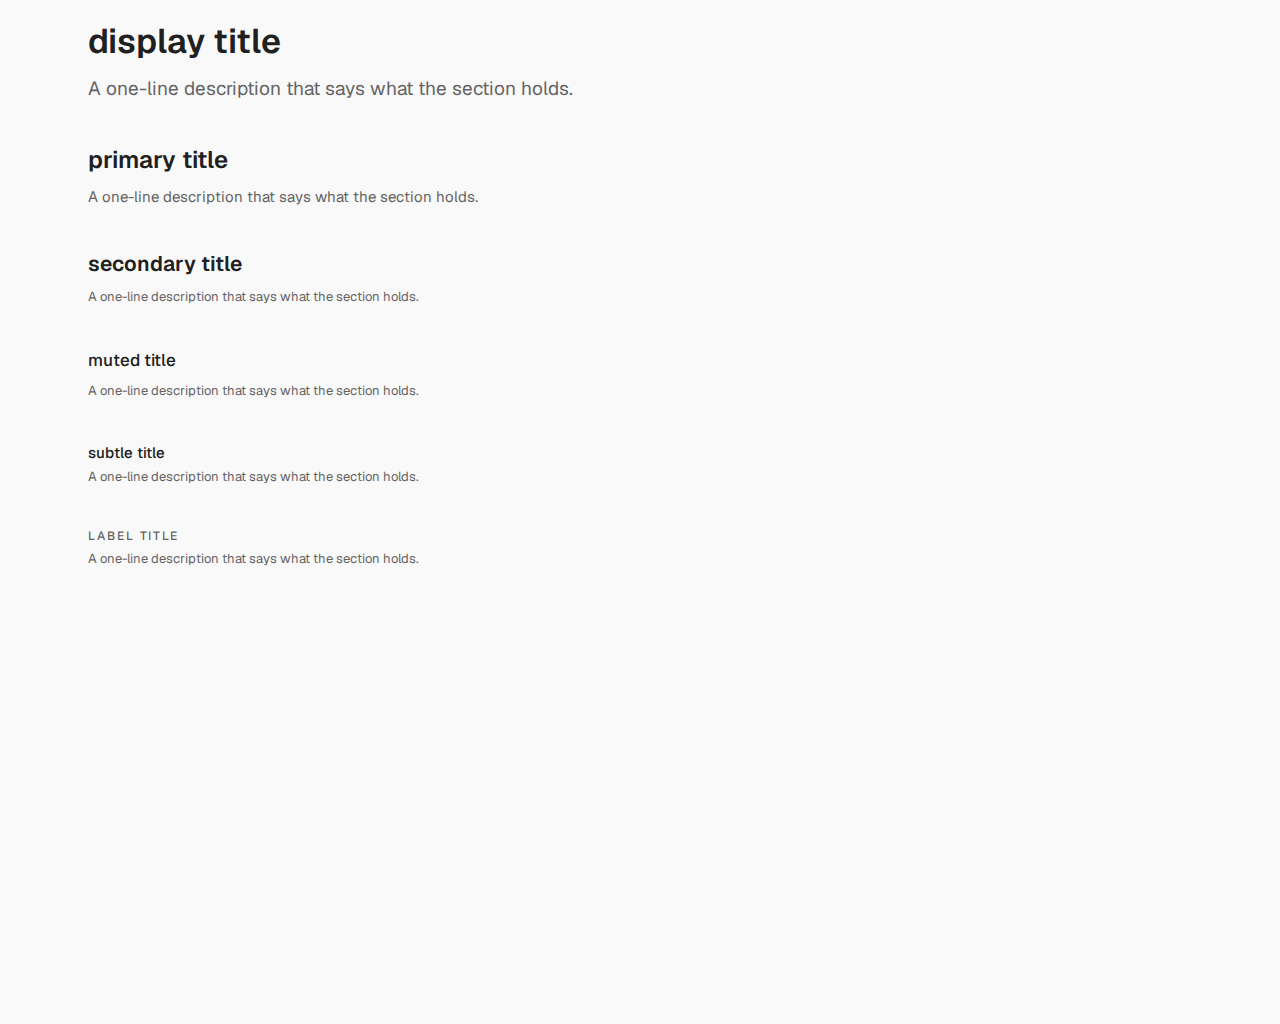 display title
A one-line description that says what the section holds.
primary title
A one-line description that says what the section holds.
secondary title
A one-line description that says what the section holds.
muted title
A one-line description that says what the section holds.
subtle title
A one-line description that says what the section holds.
LABEL TITLE
A one-line description that says what the section holds.